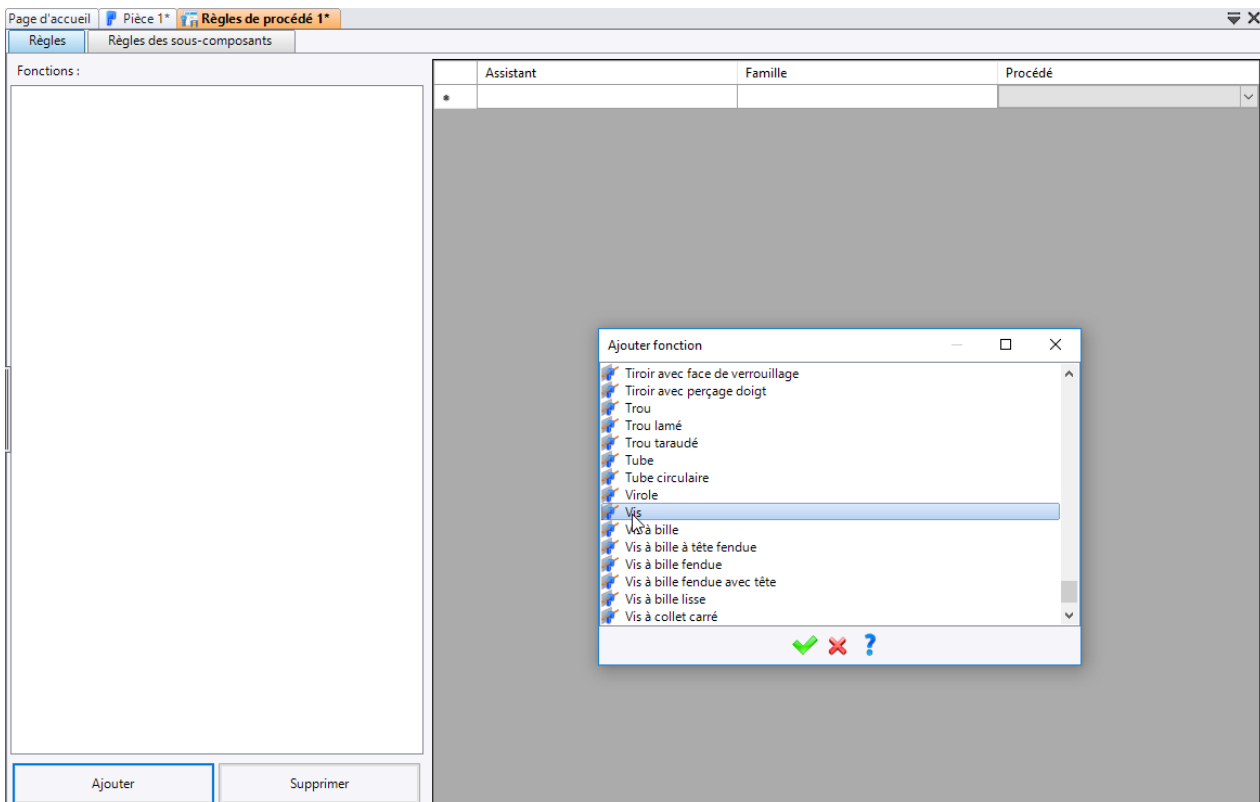 Page d'accueil Pièce 1* Règles de procédé 1*
Règles Règles des sous-composants
Fonctions :
Assistant Famille Procédé
Ajouter fonction
Tiroir avec face de verrouillage
Tiroir avec perçage doigt
Trou
Trou lamé
Trou taraudé
Tube
Tube circulaire
Virole
Vis
Vis à bille
Vis à bille à tête fendue
Vis à bille fendue
Vis à bille fendue avec tête
Vis à bille lisse
Vis à collet carré
Ajouter Supprimer